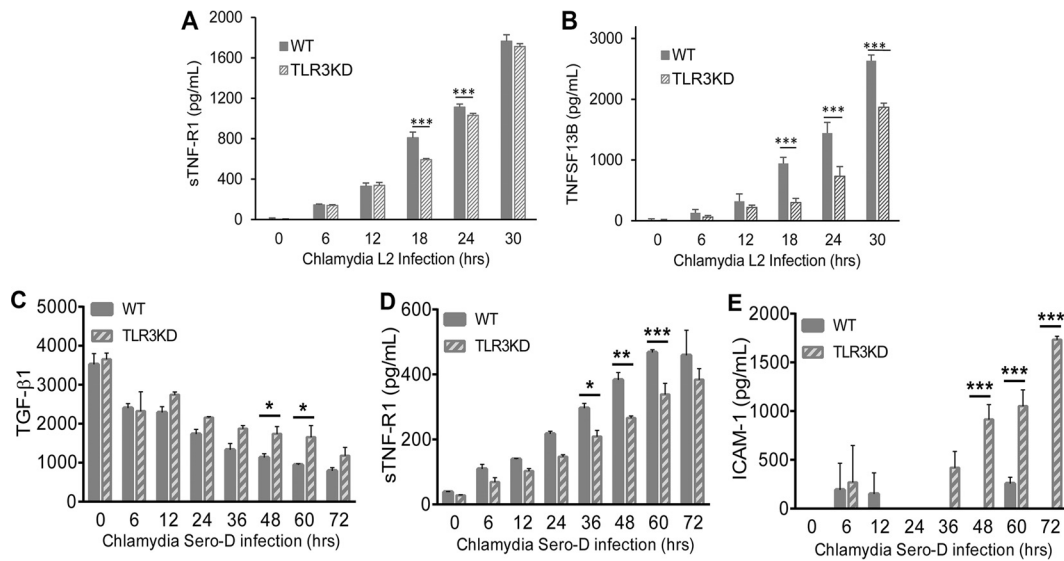 A
sTNF-R1 (pg/mL)
2000
1600
1200
800
400
0
WT
TLR3KD
***
***
0 6 12 18 24 30
Chlamydia L2 Infection (hrs)
B
TNFSF13B (pg/mL)
3000
2000
1000
0
WT
TLR3KD
***
***
***
0 6 12 18 24 30
Chlamydia L2 Infection (hrs)
C
TGF-β1
5000
4000
3000
2000
1000
0
WT
TLR3KD
*
*
0 6 12 24 36 48 60 72
Chlamydia Sero-D infection (hrs)
D
sTNF-R1 (pg/mL)
600
400
200
0
WT
TLR3KD
*
**
***
0 6 12 24 36 48 60 72
Chlamydia Sero-D infection (hrs)
E
ICAM-1 (pg/mL)
2000
1500
1000
500
0
WT
TLR3KD
***
***
***
0 6 12 24 36 48 60 72
Chlamydia Sero-D infection (hrs)